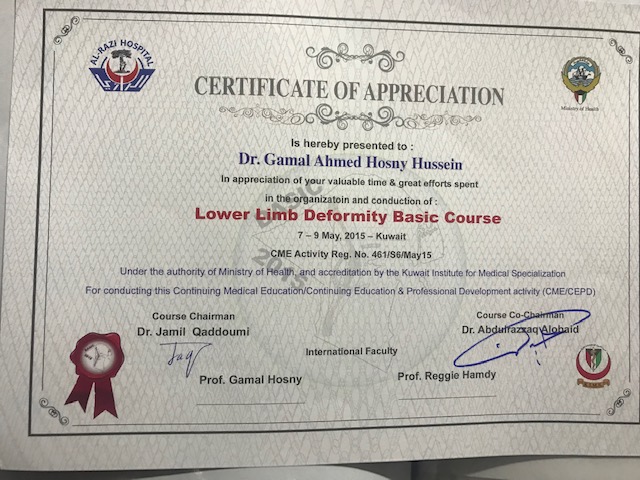 AL-RAZI HOSPITAL
CERTIFICATE OF APPRECIATION
Ministry of Health
Is hereby presented to :
Dr. Gamal Ahmed Hosny Hussein
In appreciation of your valuable time & great efforts spent
in the organizatoin and conduction of :
Lower Limb Deformity Basic Course
7 – 9 May, 2015 – Kuwait
CME Activity Reg. No. 461/S6/May15
Under the authority of Ministry of Health, and accreditation by the Kuwait Institute for Medical Specialization
For conducting this Continuing Medical Education/Continuing Education & Professional Development activity (CME/CEPD)
BASIC
2015
Course Chairman
Dr. Jamil Qaddoumi
Course Co-Chairman
Dr. Abdulrazzaq Alobaid
International Faculty
Prof. Gamal Hosny
Prof. Reggie Hamdy